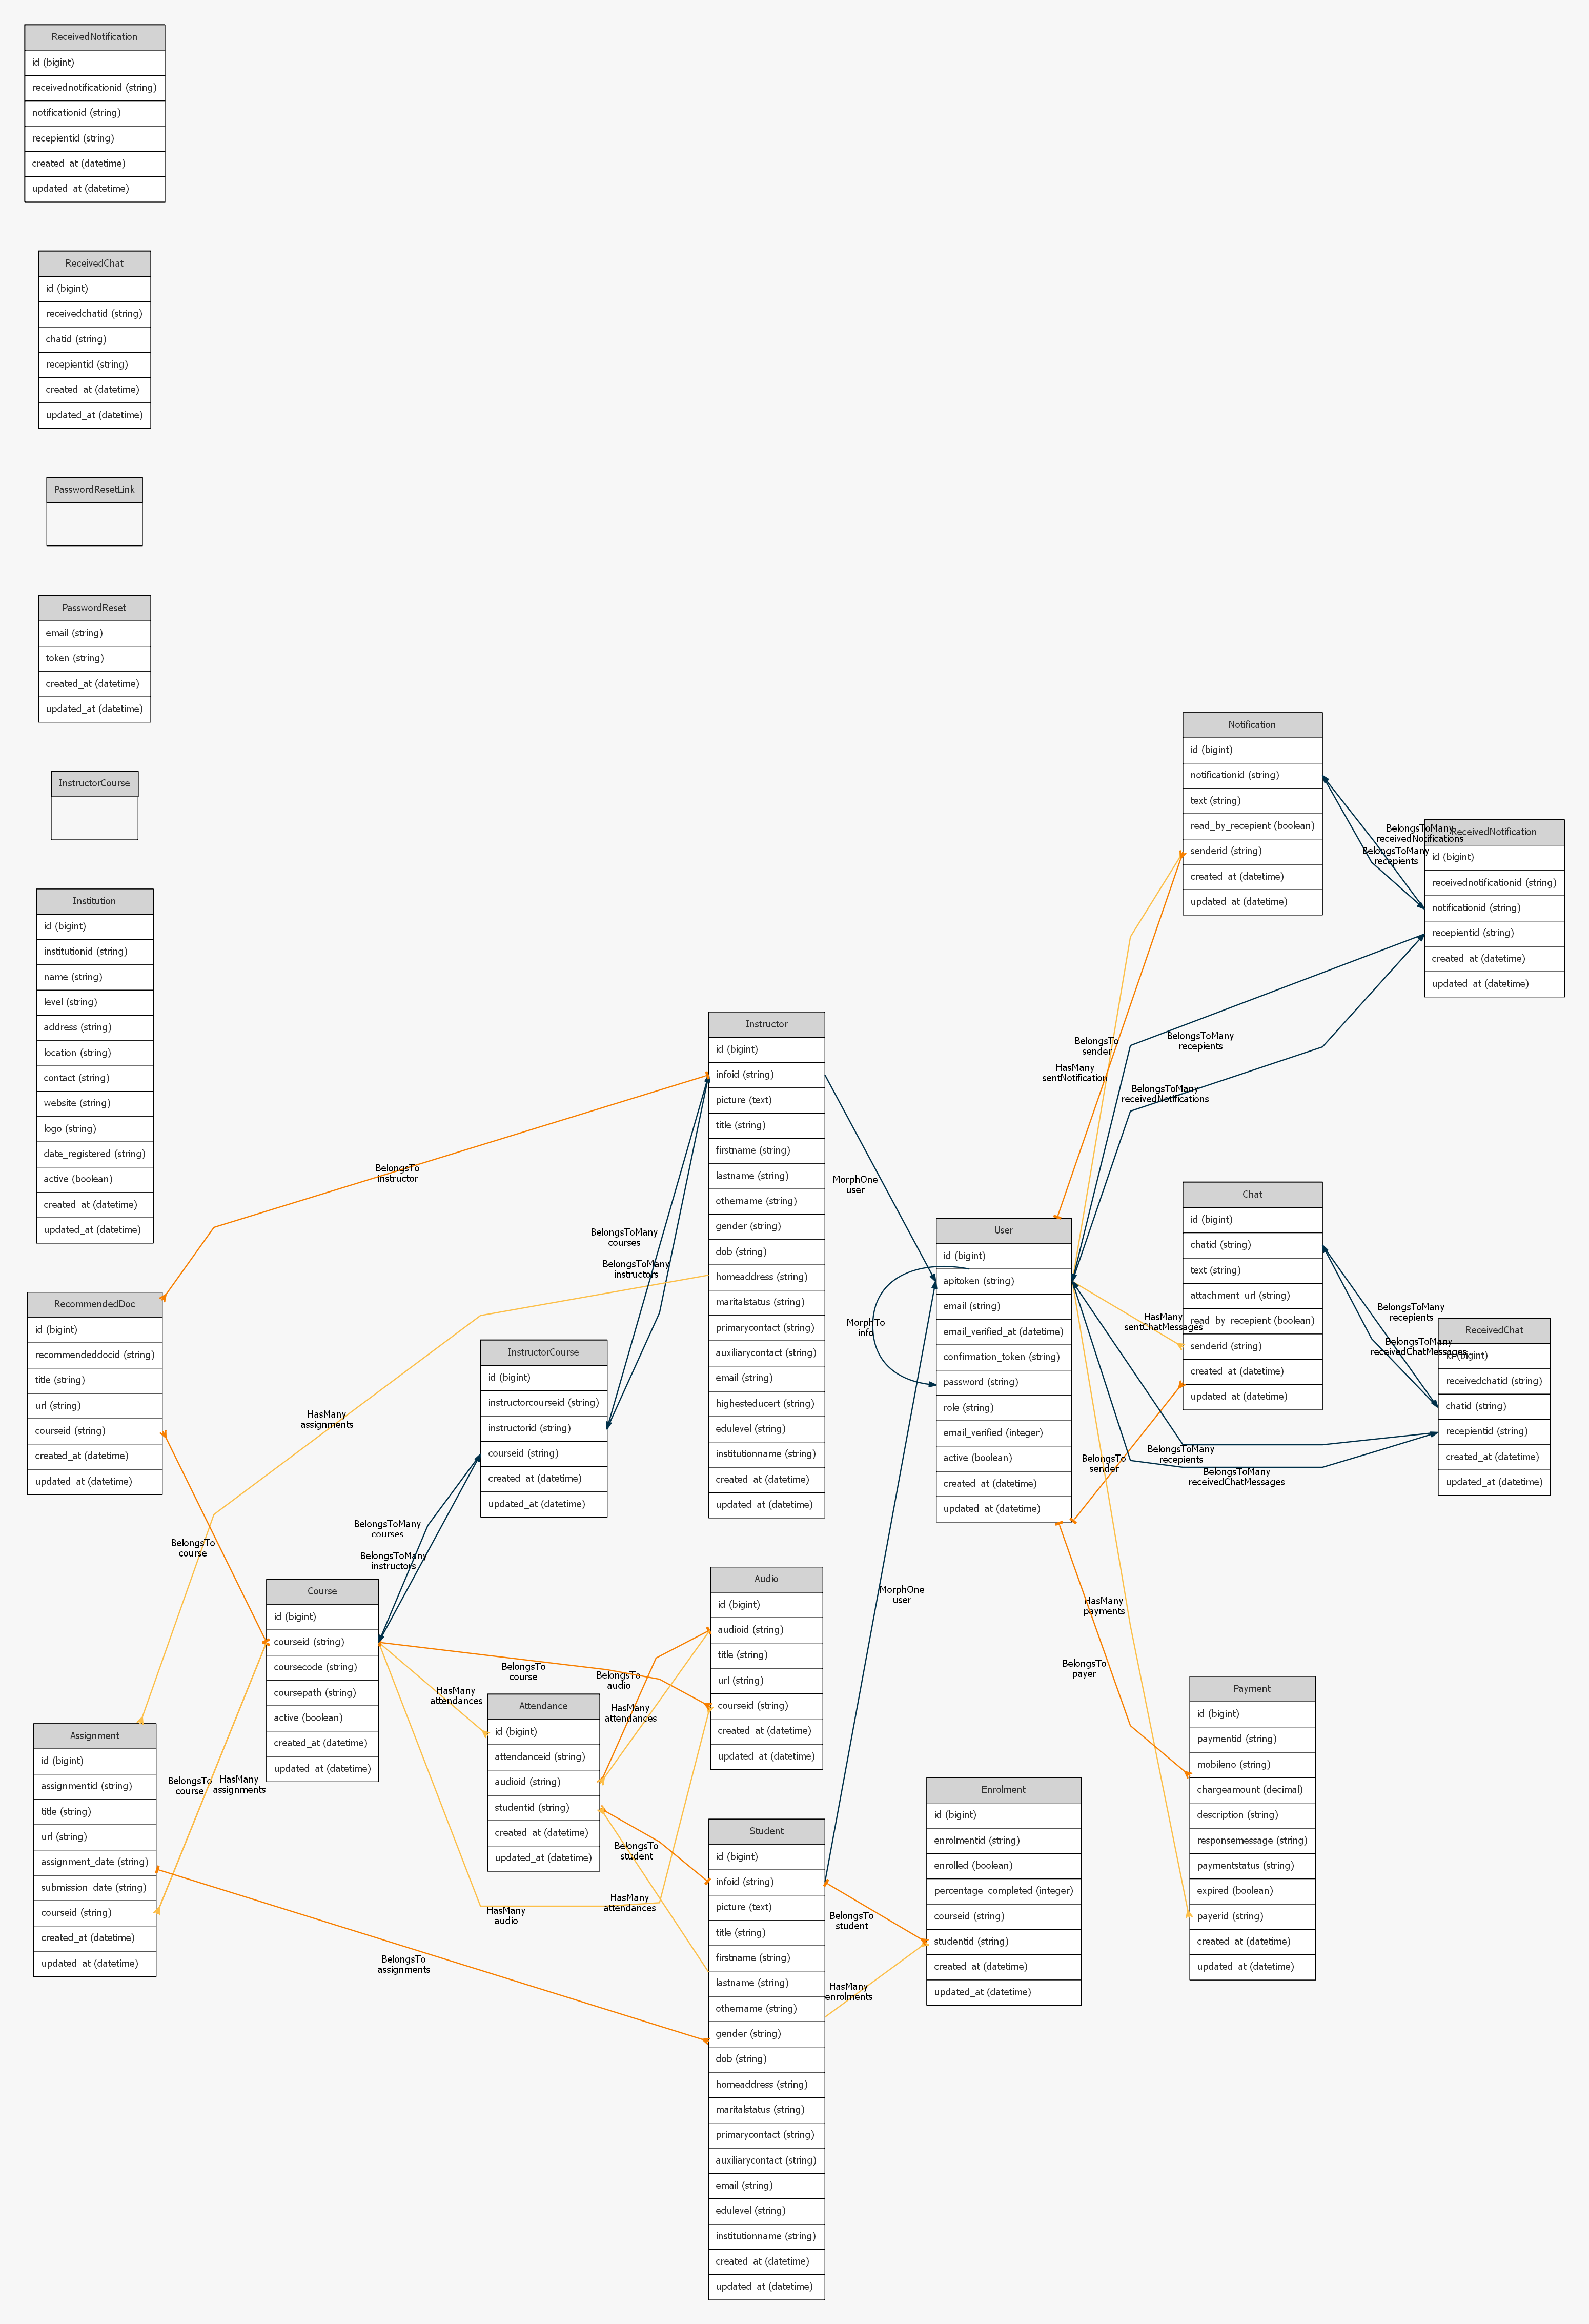 ReceivedNotification
id (bigint)
receivednotificationid (string)
notificationid (string)
recepientid (string)
created_at (datetime)
updated_at (datetime)
ReceivedChat
id (bigint)
receivedchatid (string)
chatid (string)
recepientid (string)
created_at (datetime)
updated_at (datetime)
PasswordResetLink
PasswordReset
email (string)
token (string)
created_at (datetime)
updated_at (datetime)
InstructorCourse
Institution
id (bigint)
institutionid (string)
name (string)
level (string)
address (string)
location (string)
contact (string)
website (string)
logo (string)
date_registered (string)
active (boolean)
created_at (datetime)
updated_at (datetime)
RecommendedDoc
id (bigint)
recommendeddocid (string)
title (string)
url (string)
courseid (string)
created_at (datetime)
updated_at (datetime)
Assignment
id (bigint)
assignmentid (string)
title (string)
url (string)
assignment_date (string)
submission_date (string)
courseid (string)
created_at (datetime)
updated_at (datetime)
BelongsTo
instructor
HasMany
assignments
BelongsTo
course
BelongsTo
course
HasMany
assignments
BelongsTo
assignments
Course
id (bigint)
courseid (string)
coursecode (string)
coursepath (string)
active (boolean)
created_at (datetime)
updated_at (datetime)
BelongsToMany
courses
BelongsToMany
instructors
InstructorCourse
id (bigint)
instructorcourseid (string)
instructorid (string)
courseid (string)
created_at (datetime)
updated_at (datetime)
BelongsToMany
courses
BelongsToMany
instructors
HasMany
attendances
BelongsTo
course
Attendance
id (bigint)
attendanceid (string)
audioid (string)
studentid (string)
created_at (datetime)
updated_at (datetime)
BelongsTo
audio
HasMany
attendances
BelongsTo
student
HasMany
attendances
HasMany
audio
Instructor
id (bigint)
infoid (string)
picture (text)
title (string)
firstname (string)
lastname (string)
othername (string)
gender (string)
dob (string)
homeaddress (string)
maritalstatus (string)
primarycontact (string)
auxiliarycontact (string)
email (string)
highesteducert (string)
edulevel (string)
institutionname (string)
created_at (datetime)
updated_at (datetime)
Audio
id (bigint)
audioid (string)
title (string)
url (string)
courseid (string)
created_at (datetime)
updated_at (datetime)
Student
id (bigint)
infoid (string)
picture (text)
title (string)
firstname (string)
lastname (string)
othername (string)
gender (string)
dob (string)
homeaddress (string)
maritalstatus (string)
primarycontact (string)
auxiliarycontact (string)
email (string)
edulevel (string)
institutionname (string)
created_at (datetime)
updated_at (datetime)
MorphOne
user
MorphTo
info
MorphOne
user
BelongsTo
student
HasMany
enrolments
User
id (bigint)
apitoken (string)
email (string)
email_verified_at (datetime)
confirmation_token (string)
password (string)
role (string)
email_verified (integer)
active (boolean)
created_at (datetime)
updated_at (datetime)
Enrolment
id (bigint)
enrolmentid (string)
enrolled (boolean)
percentage_completed (integer)
courseid (string)
studentid (string)
created_at (datetime)
updated_at (datetime)
BelongsTo
sender
HasMany
sentNotification
BelongsToMany
recepients
BelongsToMany
receivedNotifications
HasMany
sentChatMessages
BelongsTo
sender
BelongsToMany
recepients
BelongsToMany
receivedChatMessages
HasMany
payments
BelongsTo
payer
Notification
id (bigint)
notificationid (string)
text (string)
read_by_recepient (boolean)
senderid (string)
created_at (datetime)
updated_at (datetime)
Chat
id (bigint)
chatid (string)
text (string)
attachment_url (string)
read_by_recepient (boolean)
senderid (string)
created_at (datetime)
updated_at (datetime)
Payment
id (bigint)
paymentid (string)
mobileno (string)
chargeamount (decimal)
description (string)
responsemessage (string)
paymentstatus (string)
expired (boolean)
payerid (string)
created_at (datetime)
updated_at (datetime)
BelongsToMany
receivedNotifications
BelongsToMany
recepients
ReceivedNotification
id (bigint)
receivednotificationid (string)
notificationid (string)
recepientid (string)
created_at (datetime)
updated_at (datetime)
BelongsToMany
recepients
BelongsToMany
receivedChatMessages
ReceivedChat
id (bigint)
receivedchatid (string)
chatid (string)
recepientid (string)
created_at (datetime)
updated_at (datetime)